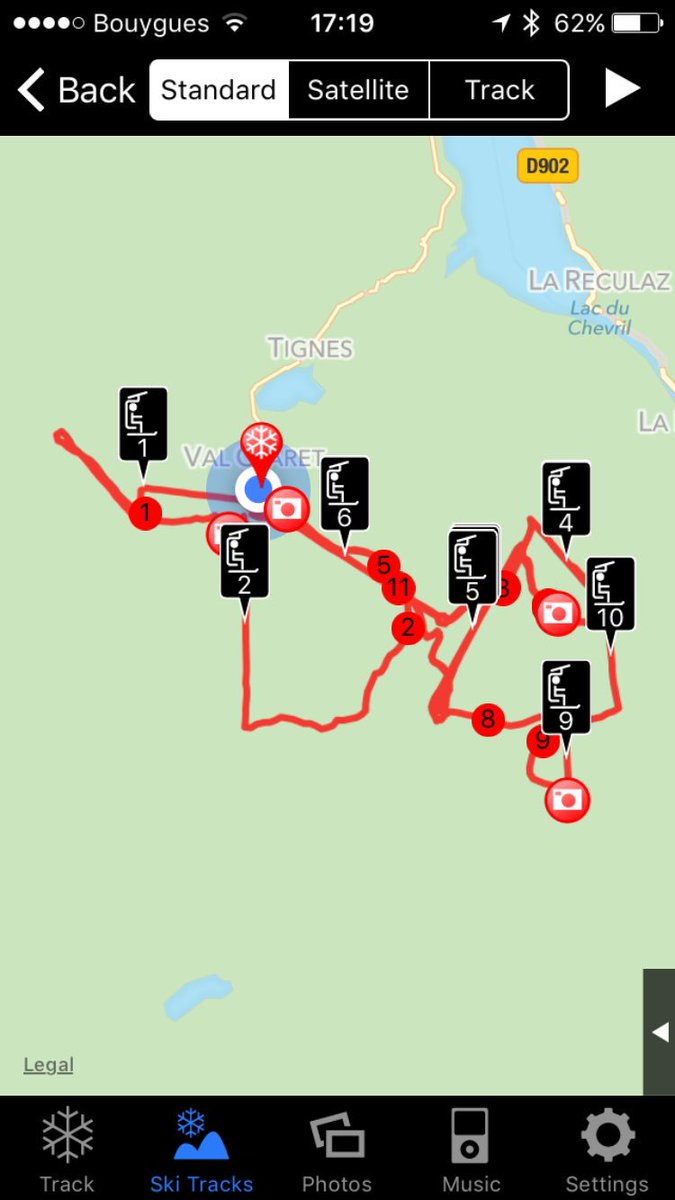 Bouygues 17:19 62%
Back Standard Satellite Track
D902
LA RECULAZ
Lac du
Chevril
TIGNES
LA
1
VAL CLARET
6
4
1
2
5
11
5
3
10
2
9
8
9
Legal
Track Ski Tracks Photos Music Settings